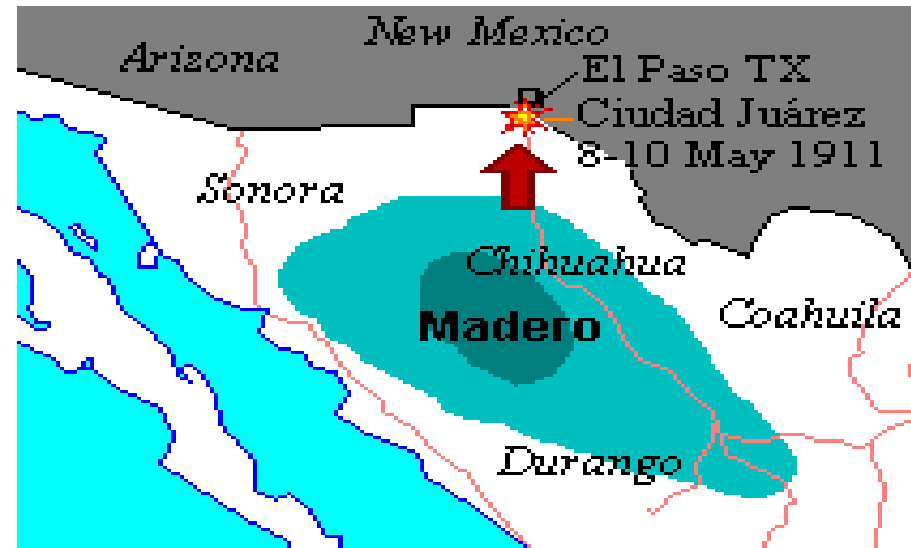 New Mexico
Arizona
El Paso TX
Ciudad Juárez
8-10 May 1911
Sonora
Chihuahua
Coahuila
Madero
Durango